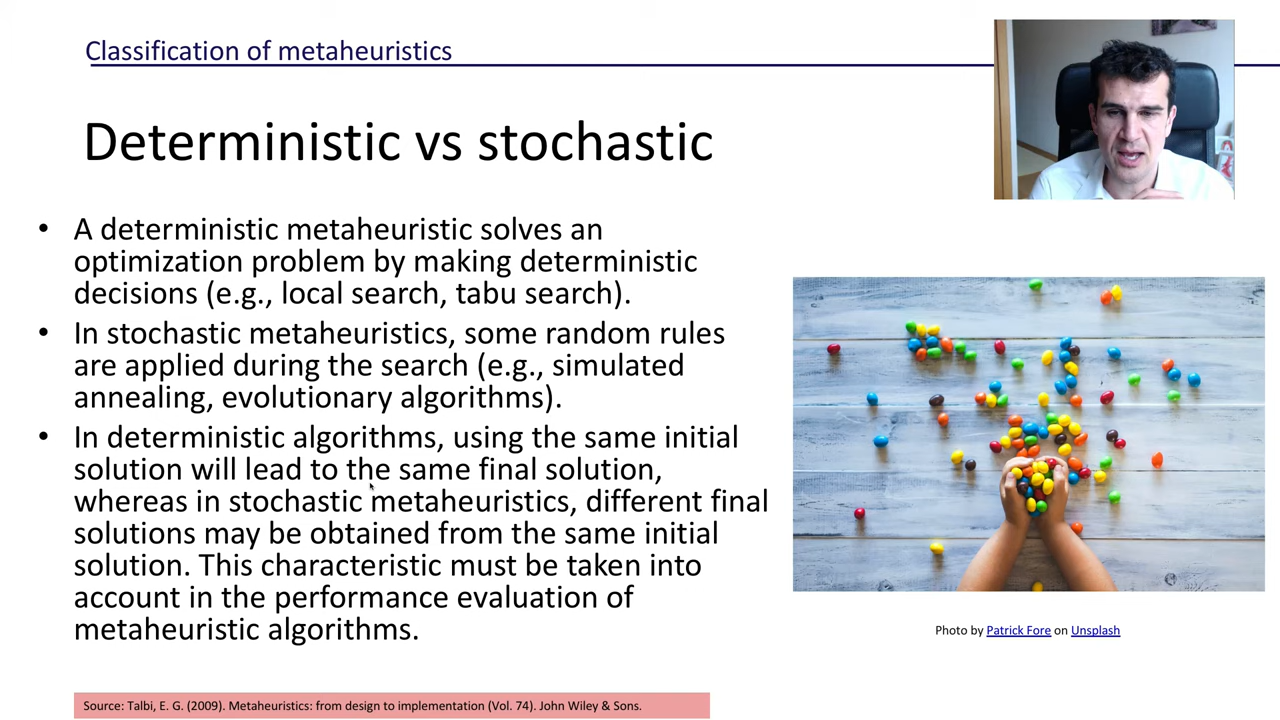 Classification of metaheuristics
Deterministic vs stochastic
• A deterministic metaheuristic solves an
optimization problem by making deterministic
decisions (e.g., local search, tabu search).
• In stochastic metaheuristics, some random rules
are applied during the search (e.g., simulated
annealing, evolutionary algorithms).
• In deterministic algorithms, using the same initial
solution will lead to the same final solution,
whereas in stochastic metaheuristics, different final
solutions may be obtained from the same initial
solution. This characteristic must be taken into
account in the performance evaluation of
metaheuristic algorithms.
Photo by Patrick Fore on Unsplash
Source: Talbi, E. G. (2009). Metaheuristics: from design to implementation (Vol. 74). John Wiley & Sons.